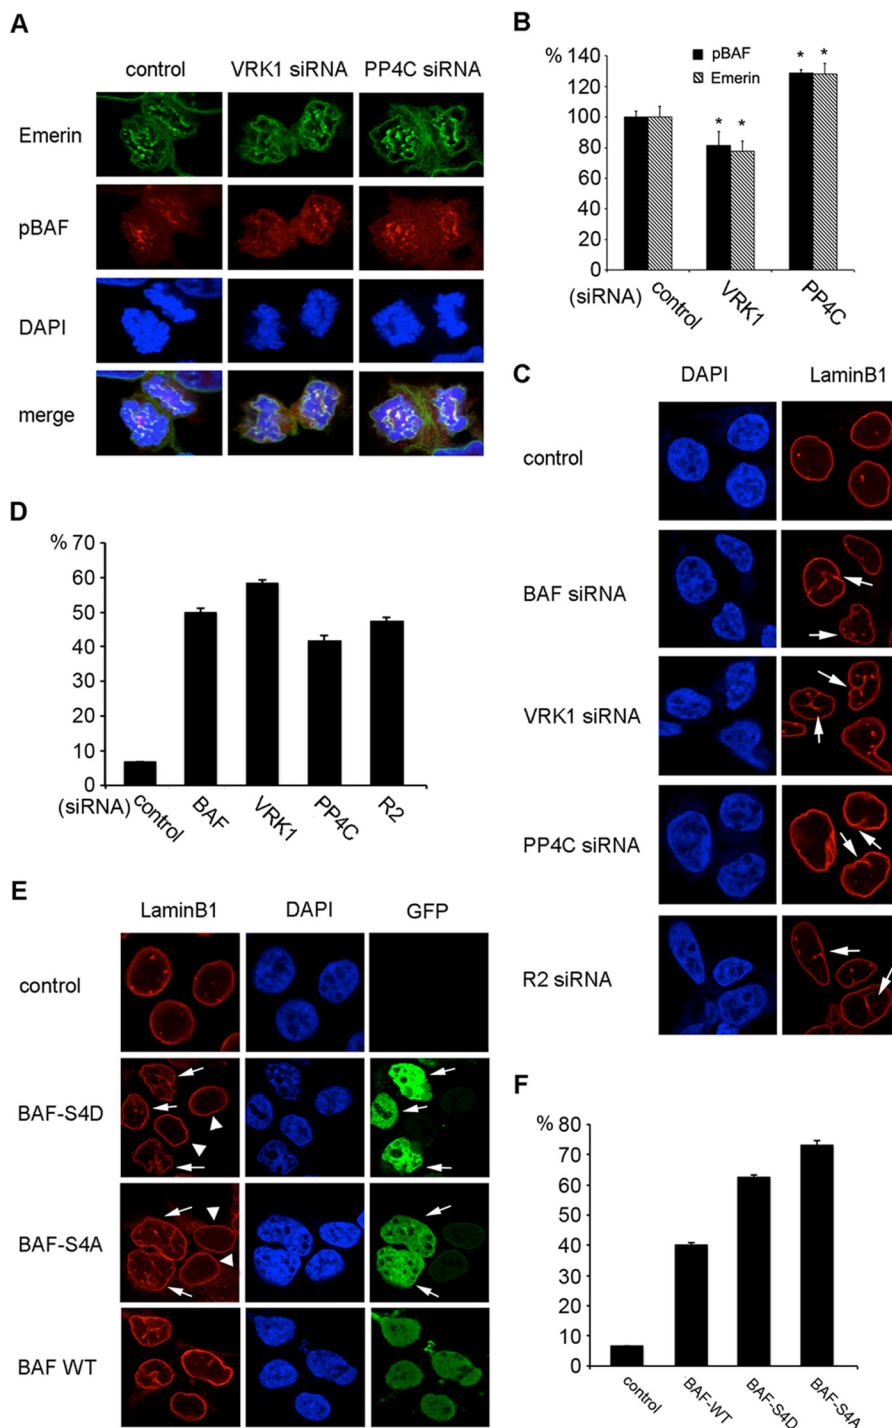 A
control VRK1 siRNA PP4C siRNA
Emerin
pBAF
DAPI
merge
B
%
140
120
100
80
60
40
20
0
pBAF
Emerin
* *
* *
(siRNA) control VRK1 PP4C
C
DAPI LaminB1
control
BAF siRNA
VRK1 siRNA
PP4C siRNA
R2 siRNA
D
%
70
60
50
40
30
20
10
0
(siRNA) control BAF VRK1 PP4C R2
E
LaminB1 DAPI GFP
control
BAF-S4D
BAF-S4A
BAF WT
F
%
80
70
60
50
40
30
20
10
0
control BAF-WT BAF-S4D BAF-S4A